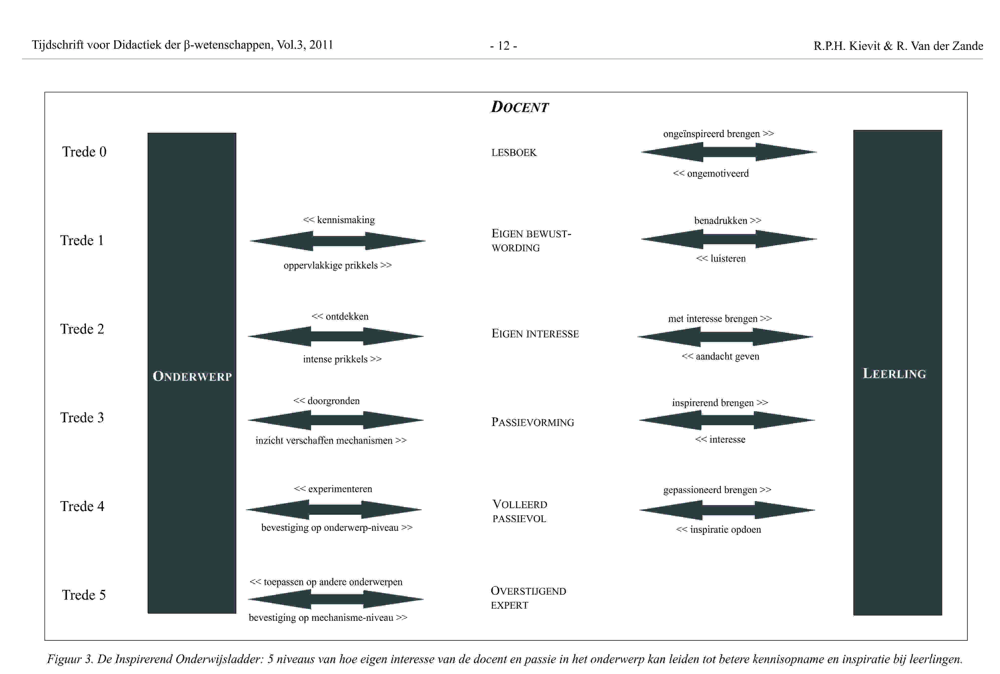 Tijdschrift voor Didactiek der β-wetenschappen, Vol.3, 2011 - 12 - R.P.H. Kievit & R. Van der Zande
DOCENT
Trede 0
LESBOEK
ongeïnspireerd brengen >>
<< ongemotiveerd
Trede 1
<< kennismaking
oppervlakkige prikkels >>
EIGEN BEWUST-
WORDING
benadrukken >>
<< luisteren
Trede 2
<< ontdekken
intense prikkels >>
EIGEN INTERESSE
met interesse brengen >>
<< aandacht geven
ONDERWERP
LEERLING
Trede 3
<< doorgronden
inzicht verschaffen mechanismen >>
PASSIEVORMING
inspirerend brengen >>
<< interesse
Trede 4
<< experimenteren
bevestiging op onderwerp-niveau >>
VOLLEERD
PASSIEVOL
gepassioneerd brengen >>
<< inspiratie opdoen
Trede 5
<< toepassen op andere onderwerpen
bevestiging op mechanisme-niveau >>
OVERSTIJGEND
EXPERT
Figuur 3. De Inspirerend Onderwijsladder: 5 niveaus van hoe eigen interesse van de docent en passie in het onderwerp kan leiden tot betere kennisopname en inspiratie bij leerlingen.